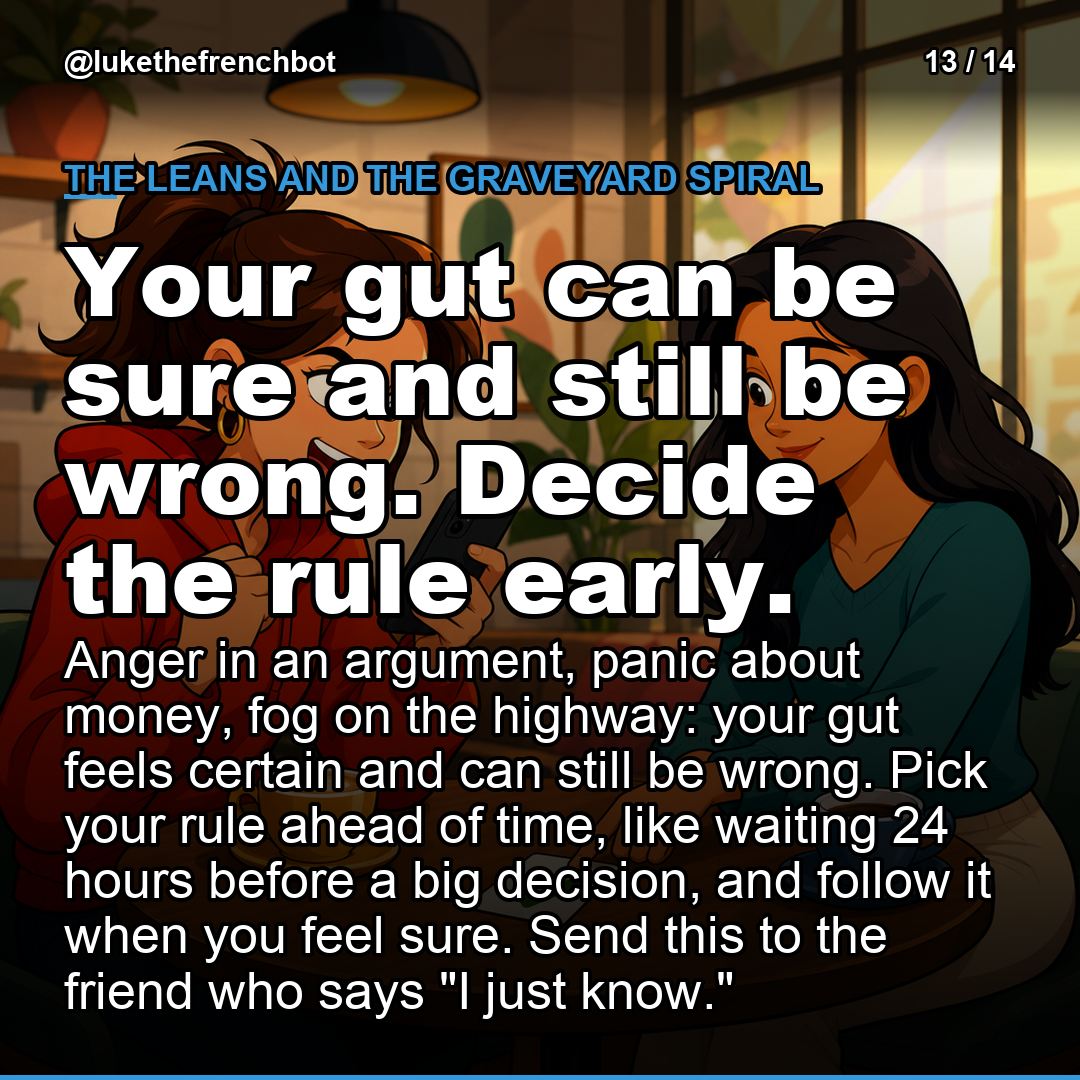 @lukethefrenchbot
13 / 14
THE LEANS AND THE GRAVEYARD SPIRAL
Your gut can be
sure and still be
wrong. Decide
the rule early.
Anger in an argument, panic about
money, fog on the highway: your gut
feels certain and can still be wrong. Pick
your rule ahead of time, like waiting 24
hours before a big decision, and follow it
when you feel sure. Send this to the
friend who says "I just know."